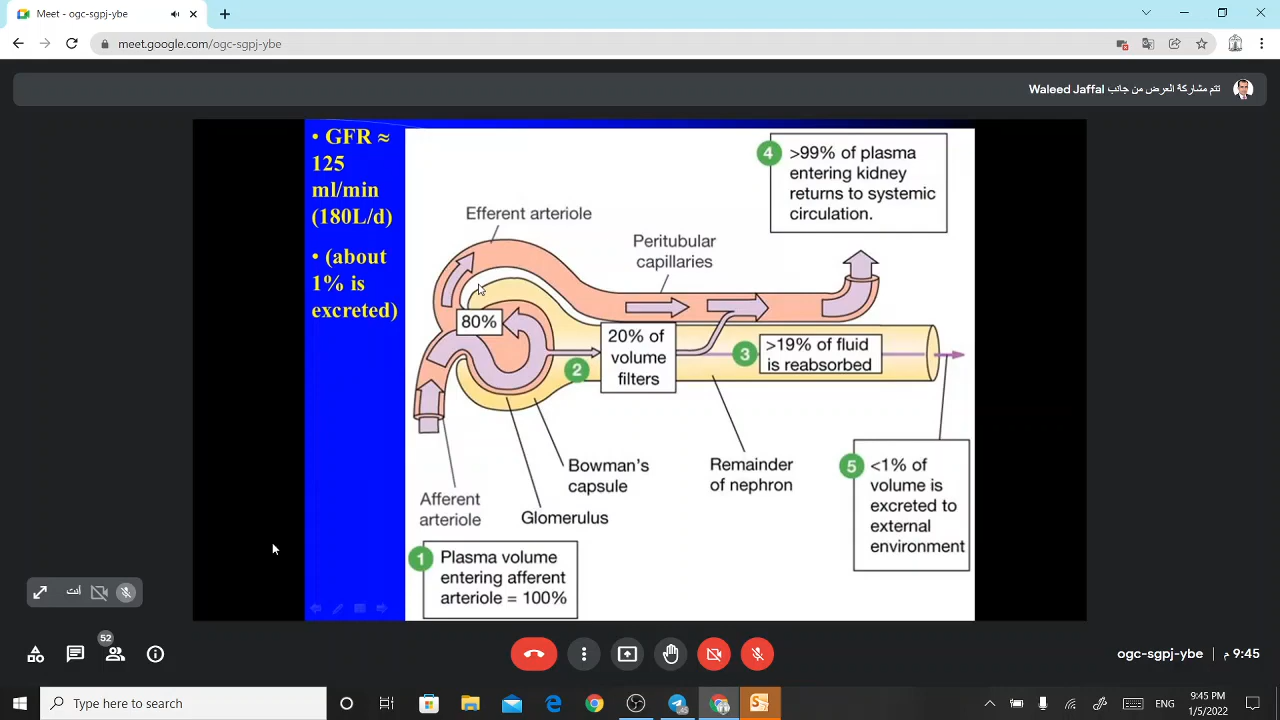 Meet - ogc-sgpj-ybe
meet.google.com/ogc-sgpj-ybe
تتم مشاركة العرض من جانب Waleed Jaffal
• GFR ≈
125
ml/min
(180L/d)
• (about
1% is
excreted)
4
>99% of plasma
entering kidney
returns to systemic
circulation.
Efferent arteriole
Peritubular
capillaries
80%
20% of
volume
filters
2
3
>19% of fluid
is reabsorbed
Bowman's
capsule
Remainder
of nephron
5
<1% of
volume is
excreted to
external
environment
Afferent
arteriole
Glomerulus
1
Plasma volume
entering afferent
arteriole = 100%
أنت
52
ogc-sgpj-ybe
9:45 م
Type here to search
ENG
9:45 PM
1/5/2022